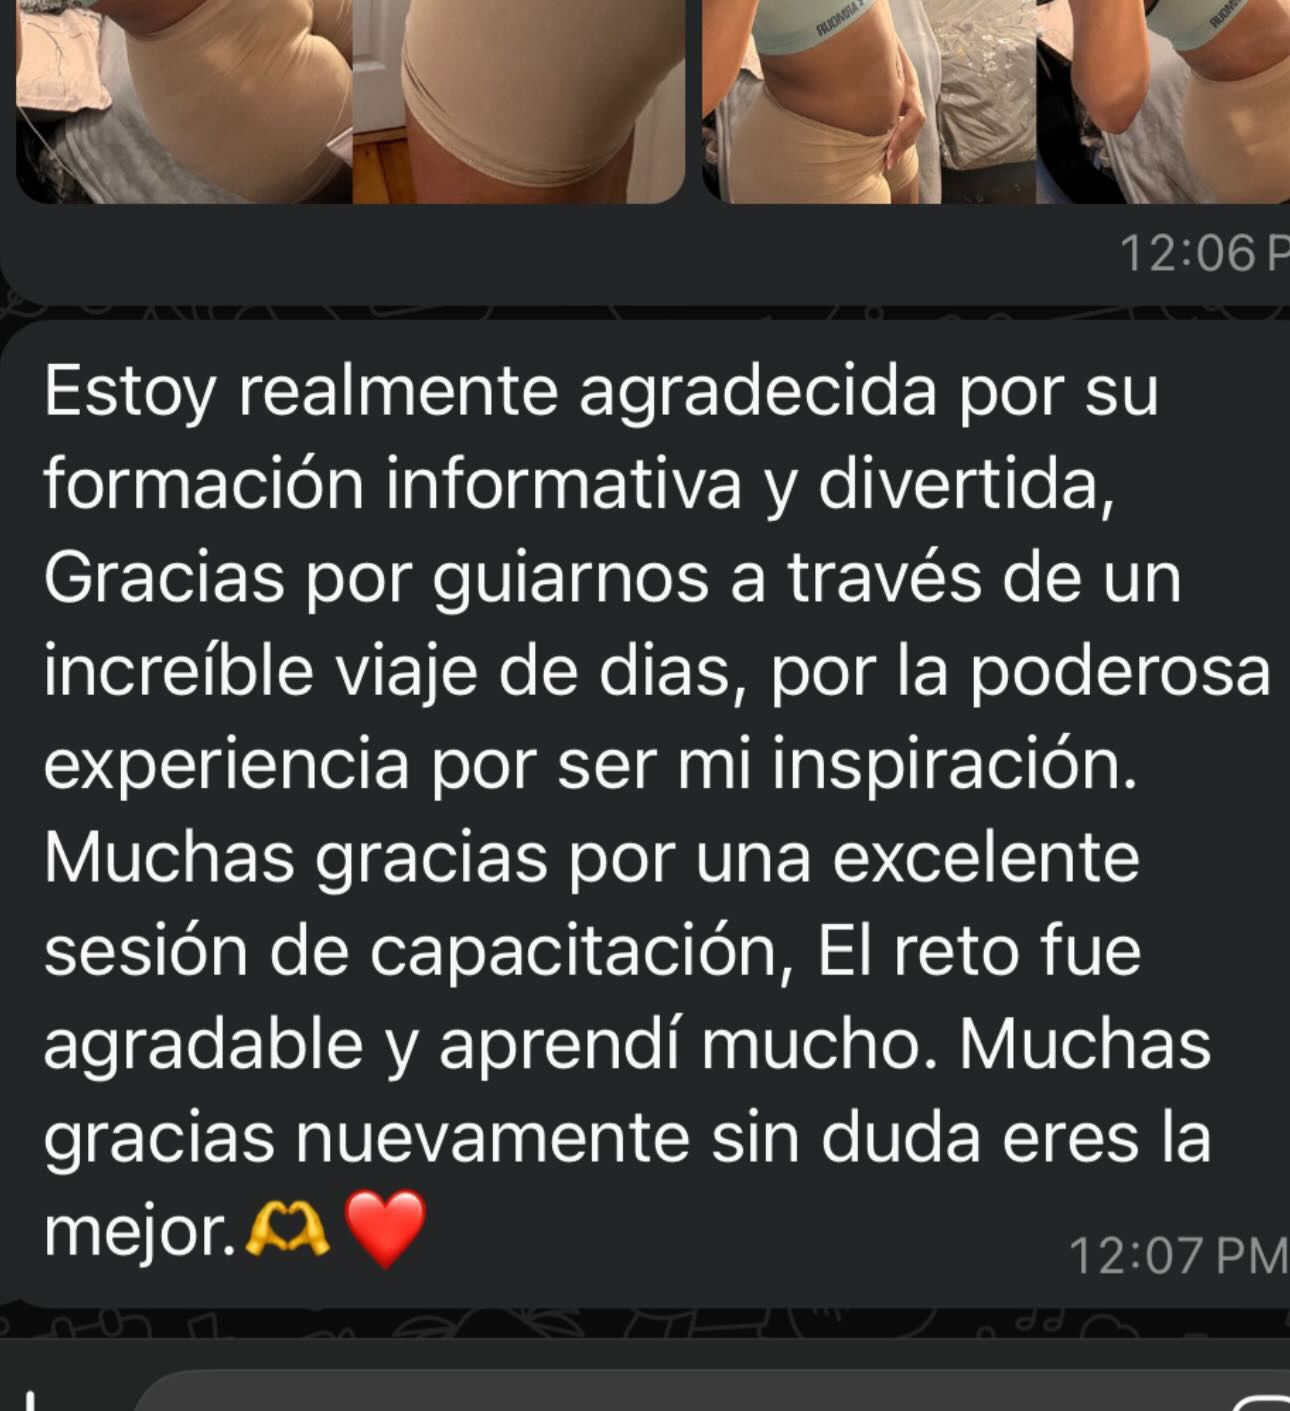 12:06 P
Estoy realmente agradecida por su
formación informativa y divertida,
Gracias por guiarnos a través de un
increíble viaje de dias, por la poderosa
experiencia por ser mi inspiración.
Muchas gracias por una excelente
sesión de capacitación, El reto fue
agradable y aprendí mucho. Muchas
gracias nuevamente sin duda eres la
mejor.🫶❤️
12:07 PM